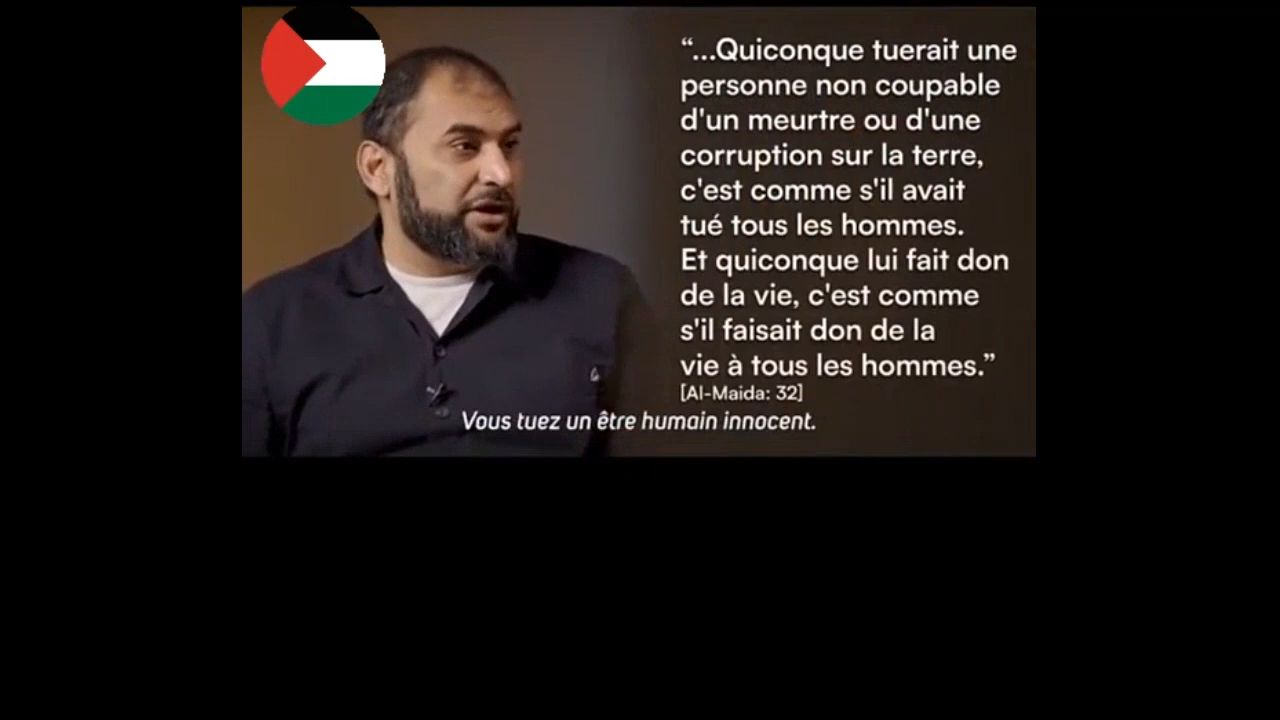 “...Quiconque tuerait une
personne non coupable
d'un meurtre ou d'une
corruption sur la terre,
c'est comme s'il avait
tué tous les hommes.
Et quiconque lui fait don
de la vie, c'est comme
s'il faisait don de la
vie à tous les hommes.”
[Al-Maida: 32]
Vous tuez un être humain innocent.